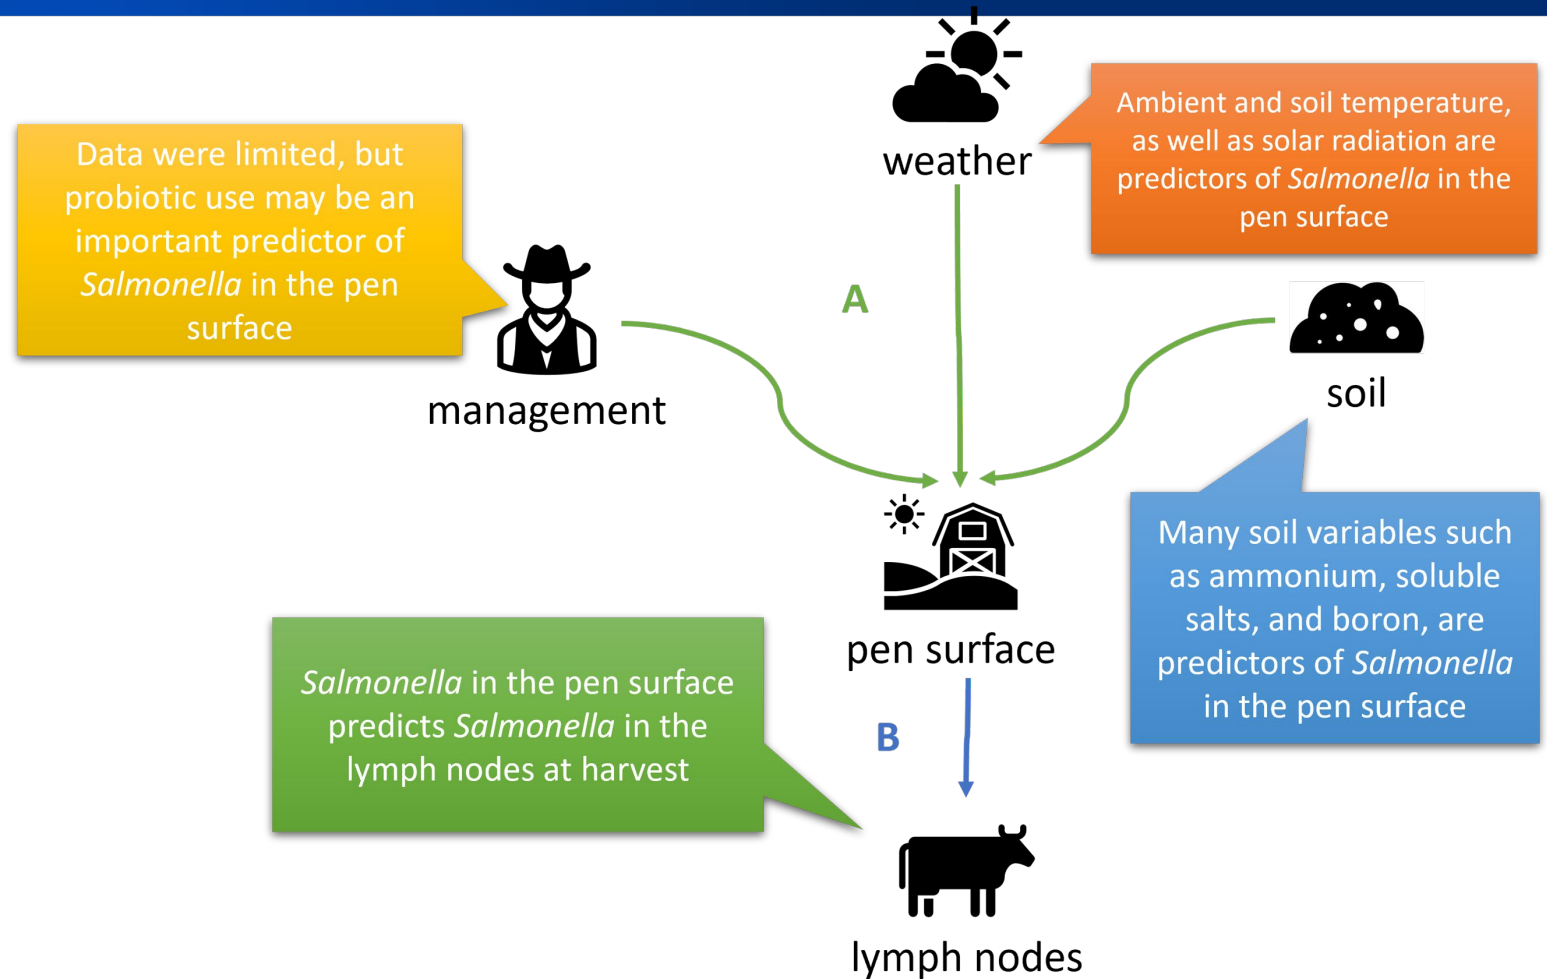 weather
Ambient and soil temperature,
as well as solar radiation are
predictors of Salmonella in the
pen surface
Data were limited, but
probiotic use may be an
important predictor of
Salmonella in the pen
surface
management
A
soil
Many soil variables such
as ammonium, soluble
salts, and boron, are
predictors of Salmonella
in the pen surface
pen surface
Salmonella in the pen surface
predicts Salmonella in the
lymph nodes at harvest
B
lymph nodes